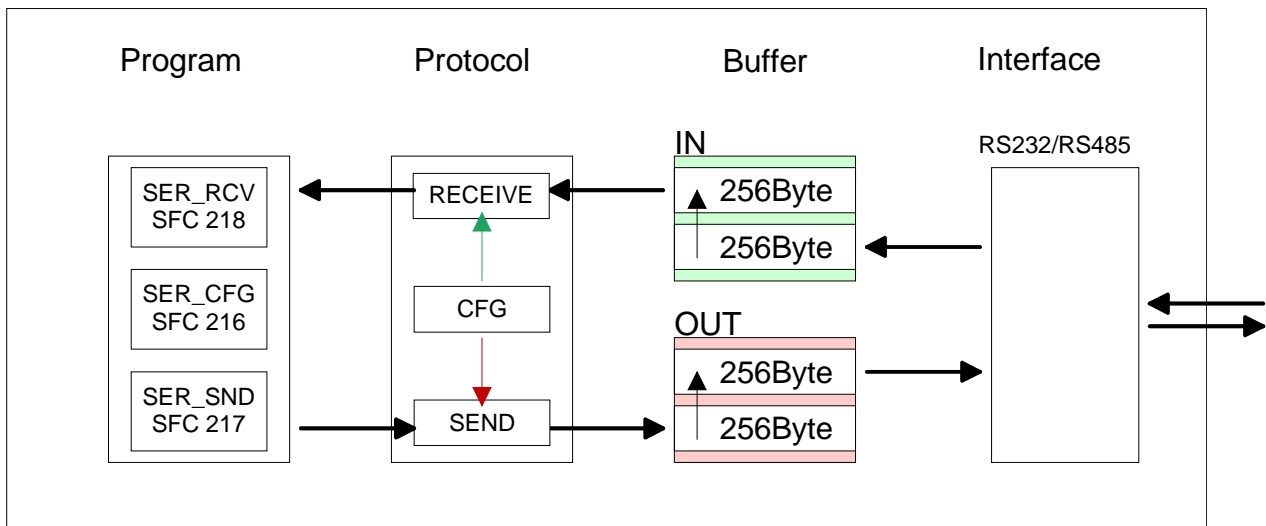 Program
Protocol
Buffer
Interface
SER_RCV
SFC 218
SER_CFG
SFC 216
SER_SND
SFC 217
RECEIVE
CFG
SEND
IN
256Byte
256Byte
OUT
256Byte
256Byte
RS232/RS485